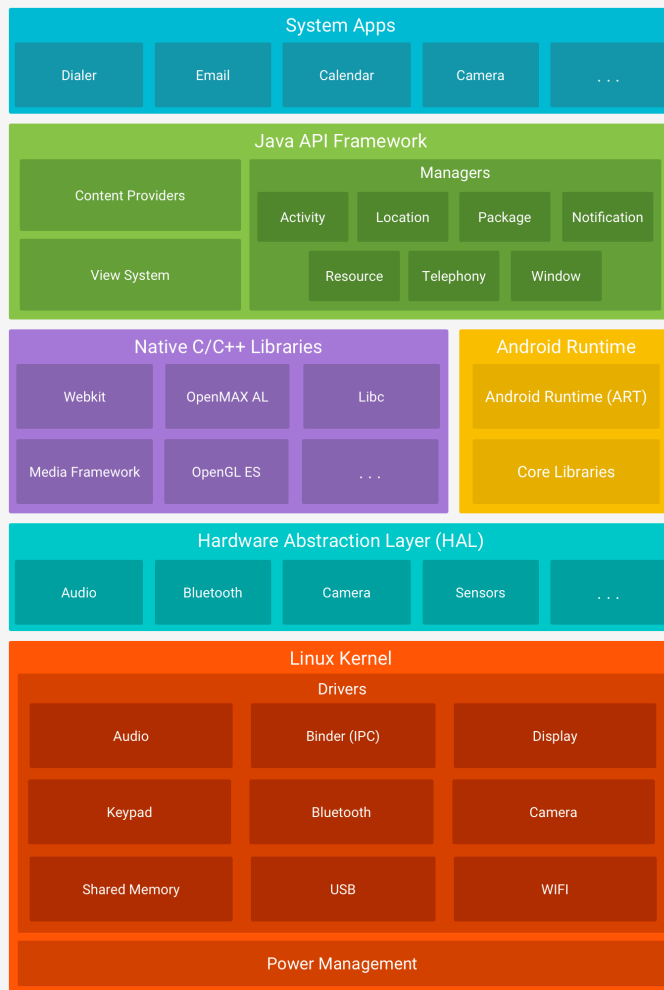 System Apps
Dialer
Email
Calendar
Camera
. . .
Java API Framework
Content Providers
View System
Managers
Activity
Location
Package
Notification
Resource
Telephony
Window
Native C/C++ Libraries
Webkit
OpenMAX AL
Libc
Media Framework
OpenGL ES
. . .
Android Runtime
Android Runtime (ART)
Core Libraries
Hardware Abstraction Layer (HAL)
Audio
Bluetooth
Camera
Sensors
. . .
Linux Kernel
Drivers
Audio
Binder (IPC)
Display
Keypad
Bluetooth
Camera
Shared Memory
USB
WIFI
Power Management